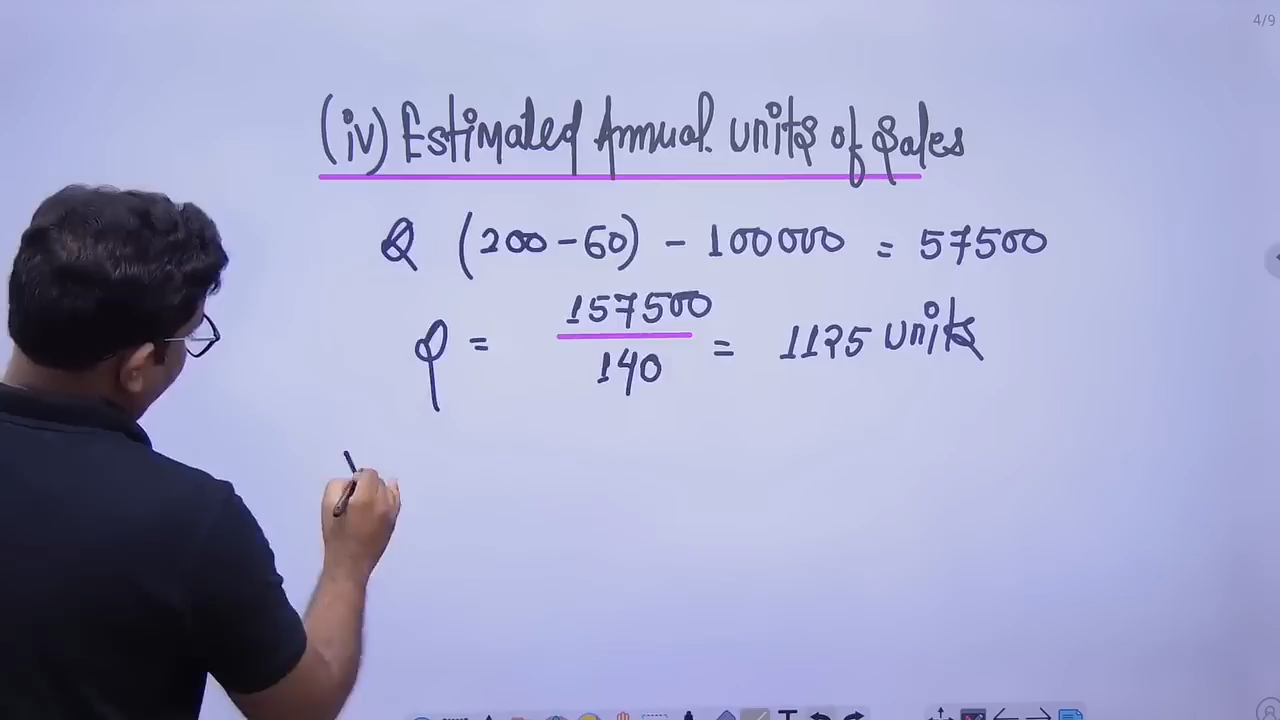 4/9
(iv) Estimated Annual units of Sales
Q (200-60) - 100000 = 57500
157500
Q = ─── = 1125 units
140